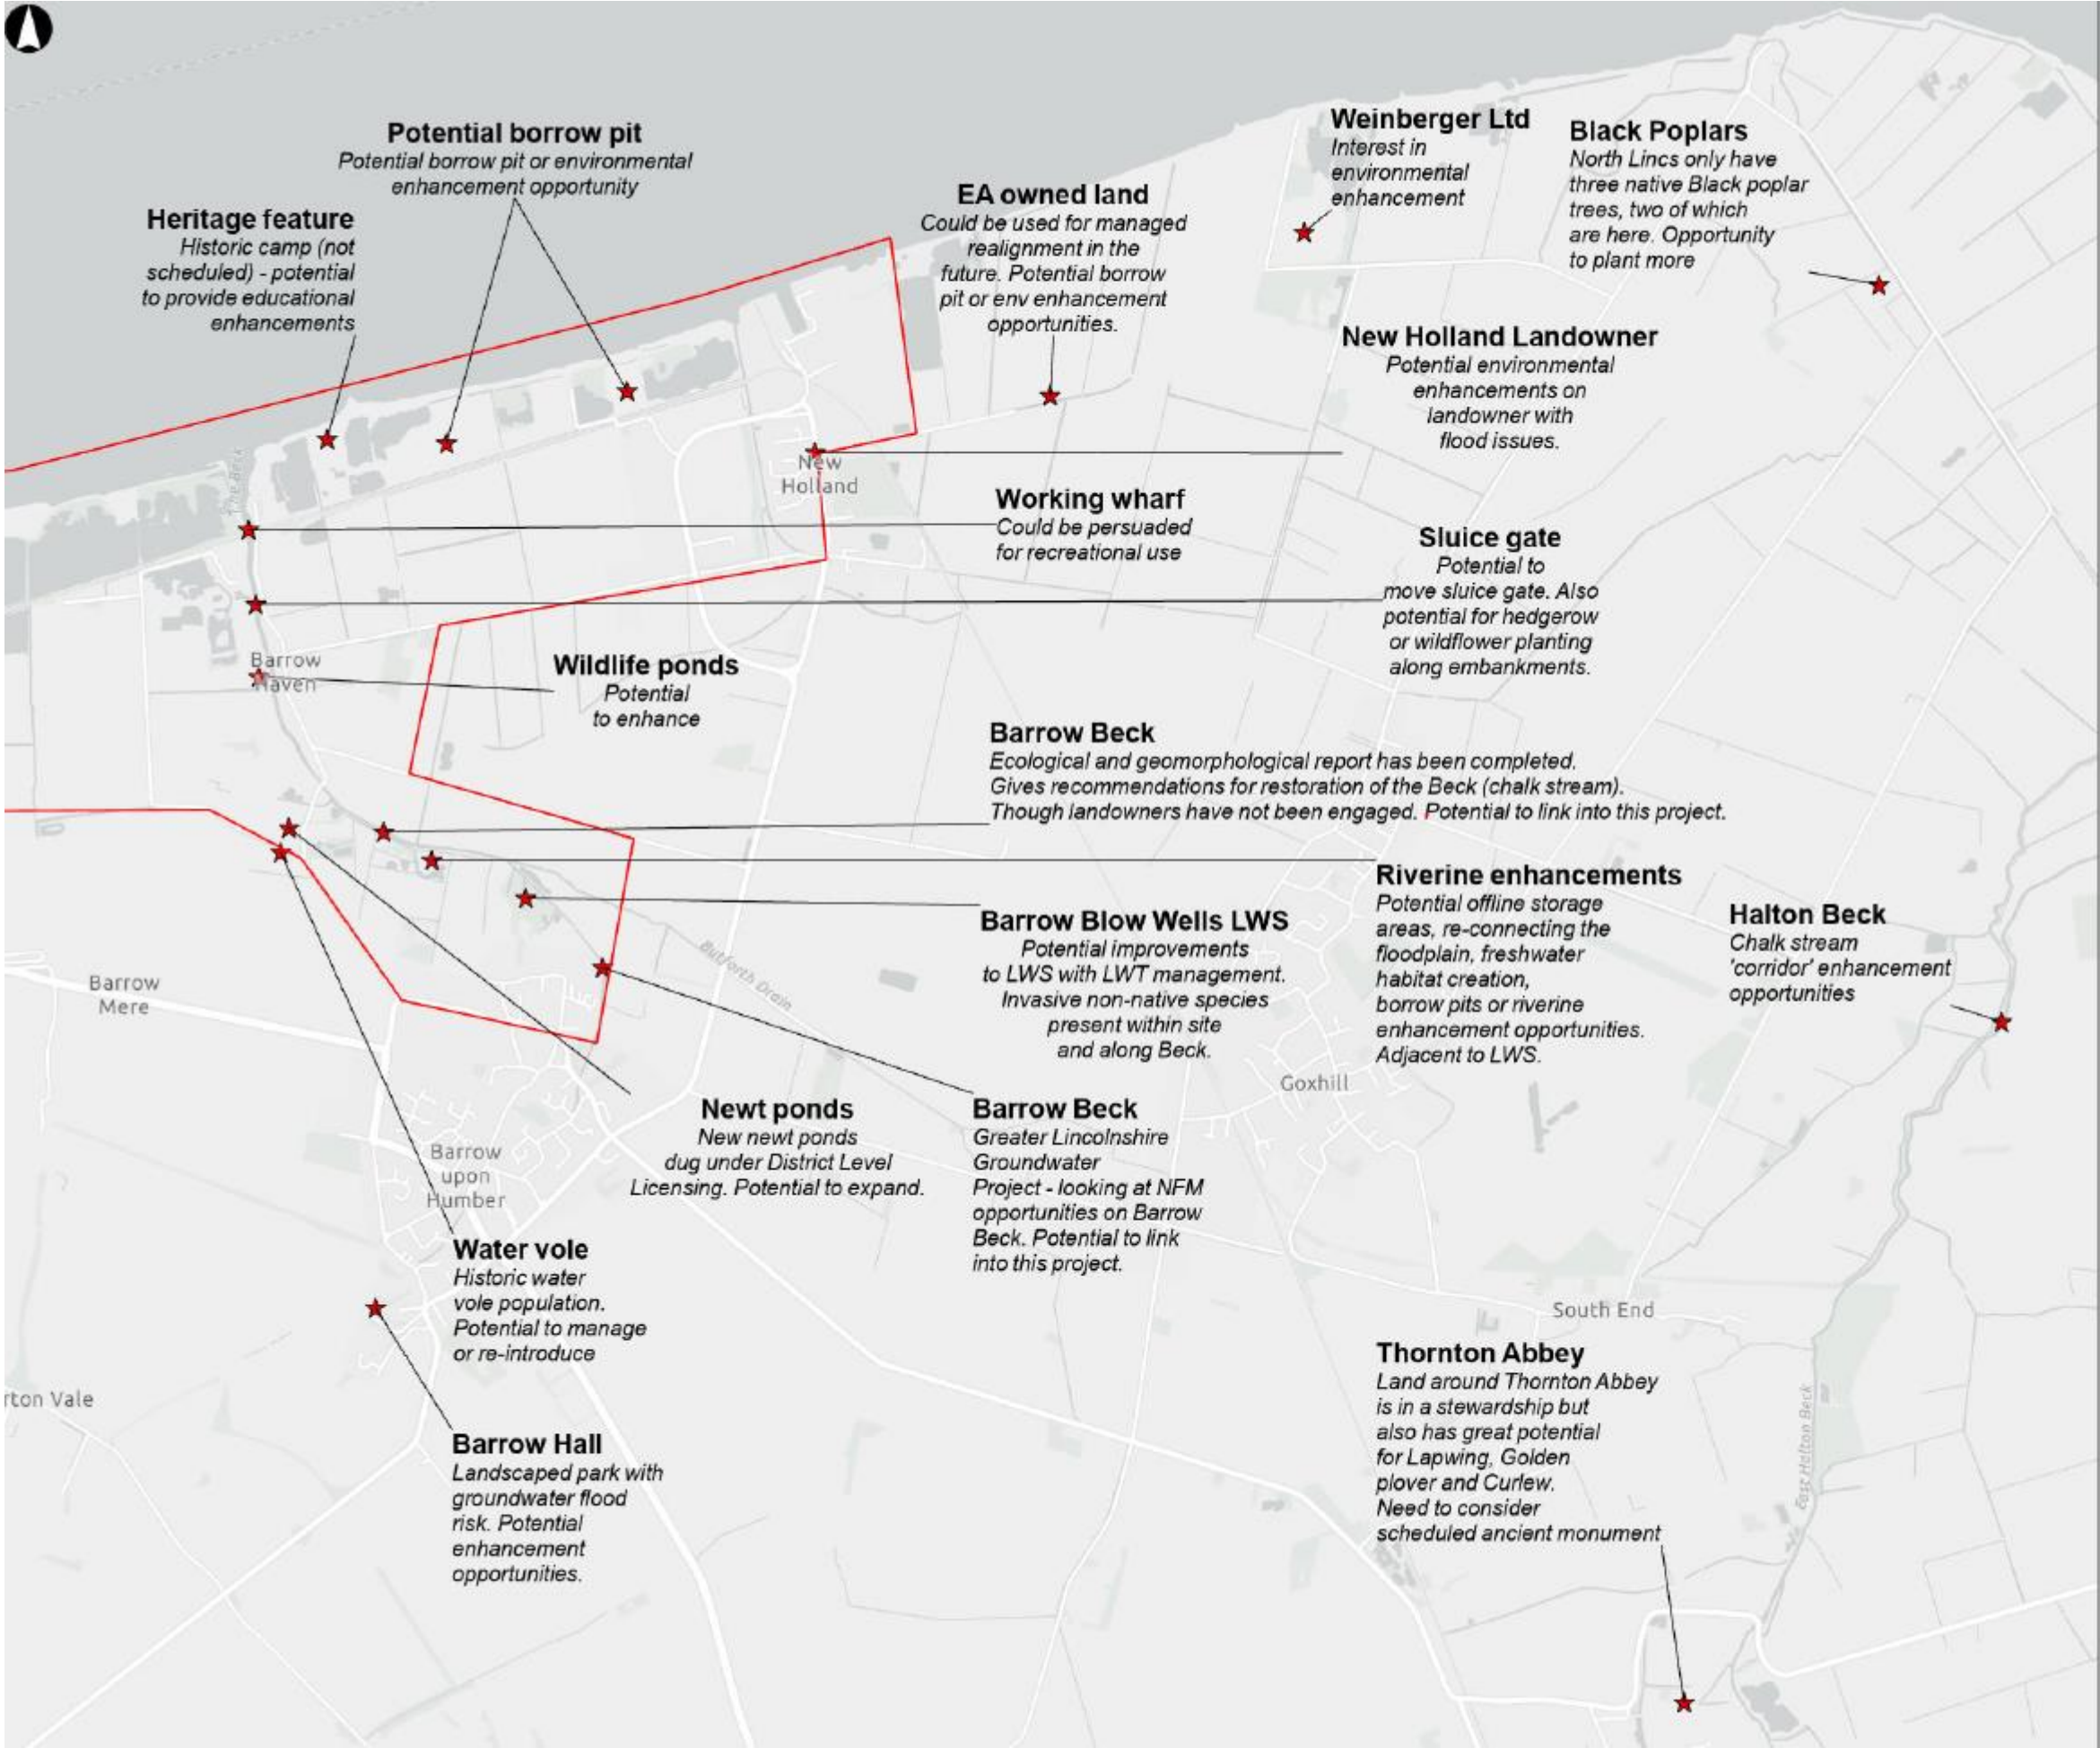 Potential borrow pit
Potential borrow pit or environmental
enhancement opportunity
Heritage feature
Historic camp (not
scheduled) - potential
to provide educational
enhancements
EA owned land
Could be used for managed
realignment in the
future. Potential borrow
pit or env enhancement
opportunities.
Weinberger Ltd
Interest in
environmental
enhancement
Black Poplars
North Lincs only have
three native Black poplar
trees, two of which
are here. Opportunity
to plant more
New Holland Landowner
Potential environmental
enhancements on
landowner with
flood issues.
The Beck
New
Holland
Working wharf
Could be persuaded
for recreational use
Sluice gate
Potential to
move sluice gate. Also
potential for hedgerow
or wildflower planting
along embankments.
Barrow
Haven
Wildlife ponds
Potential
to enhance
Barrow Beck
Ecological and geomorphological report has been completed.
Gives recommendations for restoration of the Beck (chalk stream).
Though landowners have not been engaged. Potential to link into this project.
Riverine enhancements
Potential offline storage
areas, re-connecting the
floodplain, freshwater
habitat creation,
borrow pits or riverine
enhancement opportunities.
Adjacent to LWS.
Halton Beck
Chalk stream
'corridor' enhancement
opportunities
Barrow Blow Wells LWS
Potential improvements
to LWS with LWT management.
Invasive non-native species
present within site
and along Beck.
Butforth Drain
Barrow
Mere
Goxhill
Newt ponds
New newt ponds
dug under District Level
Licensing. Potential to expand.
Barrow Beck
Greater Lincolnshire
Groundwater
Project - looking at NFM
opportunities on Barrow
Beck. Potential to link
into this project.
Barrow
upon
Humber
Water vole
Historic water
vole population.
Potential to manage
or re-introduce
South End
Thornton Abbey
Land around Thornton Abbey
is in a stewardship but
also has great potential
for Lapwing, Golden
plover and Curlew.
Need to consider
scheduled ancient monument
rton Vale
East Halton Beck
Barrow Hall
Landscaped park with
groundwater flood
risk. Potential
enhancement
opportunities.